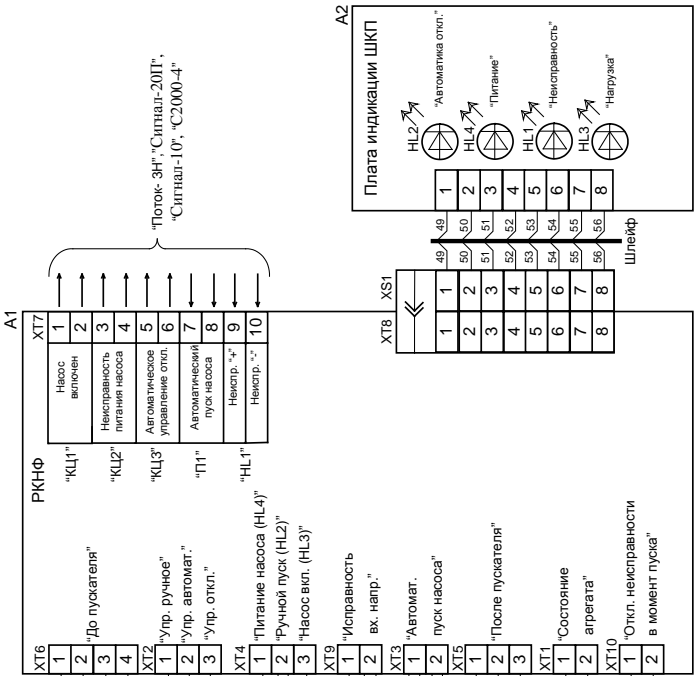 A1
A2
РКНФ
XT7
Насос
включен
1
2
Неисправность
питания насоса
3
4
Автоматическое
управление откл.
5
6
Автоматический
пуск насоса
7
8
Неиспр. "+"
9
Неиспр. "-"
10
"КЦ1"
"КЦ2"
"КЦ3"
"П1"
"HL1"
"Поток- 3Н","Сигнал-20П",
"Сигнал-10", "С2000-4"
XT6
1
2
3
4
"До пускателя"
XT2
1
2
3
"Упр. ручное"
"Упр. автомат."
"Упр. откл."
XT4
1
2
3
"Питание насоса (HL4)"
"Ручной пуск (HL2)"
"Насос вкл. (HL3)"
XT9
1
2
"Исправность
вх. напр."
XT3
1
2
"Автомат.
пуск насоса"
XT5
1
2
3
"После пускателя"
XT1
1
2
"Состояние
агрегата"
XT10
1
2
"Откл. неисправности
в момент пуска"
XT8
1
2
3
4
5
6
7
8
XS1
1
2
3
4
5
6
7
8
49
50
51
52
53
54
55
56
49
50
51
52
53
54
55
56
Шлейф
Плата индикации ШКП
1
2
3
4
5
6
7
8
HL2
"Автоматика откл."
HL4
"Питание"
HL1
"Неисправность"
HL3
"Нагрузка"